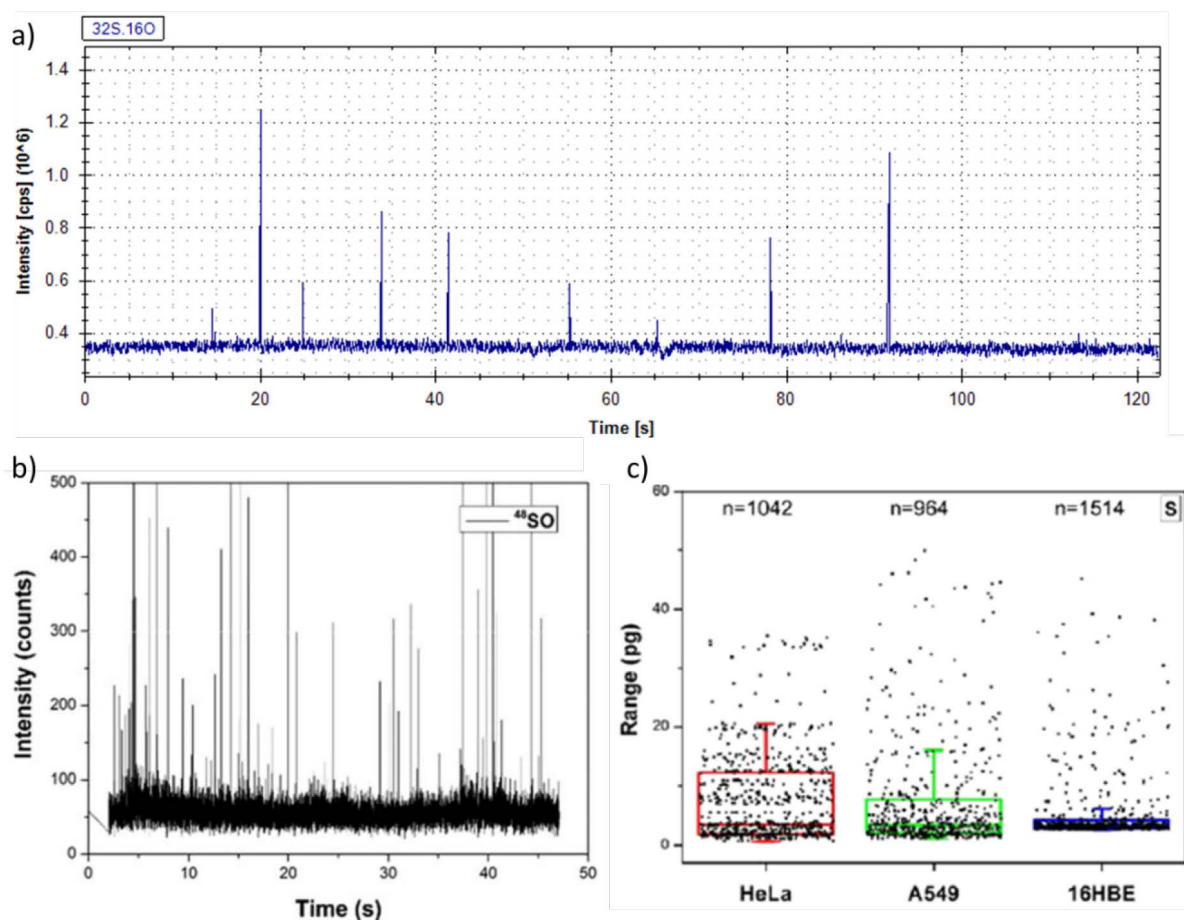 a)
32S.16O
Intensity [cps] (10^6)
1.4
1.2
1.0
0.8
0.6
0.4
0 20 40 60 80 100 120
Time [s]
b)
Intensity (counts)
500
400
300
200
100
0
⁴⁸SO
0 10 20 30 40 50
Time (s)
c)
Range (pg)
60
40
20
0
n=1042 n=964 n=1514 S
HeLa A549 16HBE